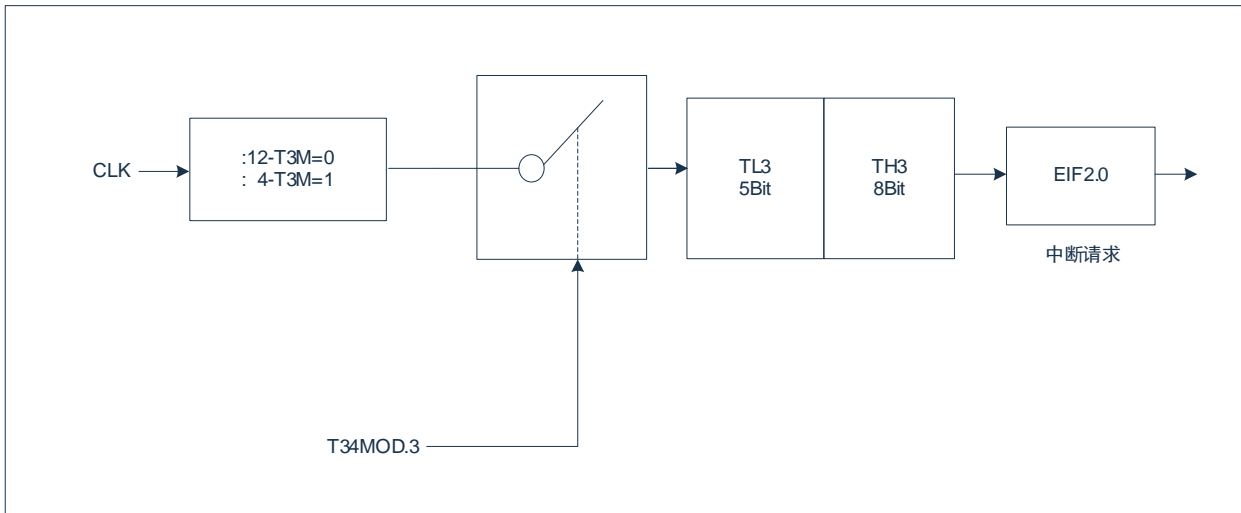 CLK
:12-T3M=0
: 4-T3M=1
TL3
5Bit
TH3
8Bit
EIF2.0
中断请求
T34MOD.3